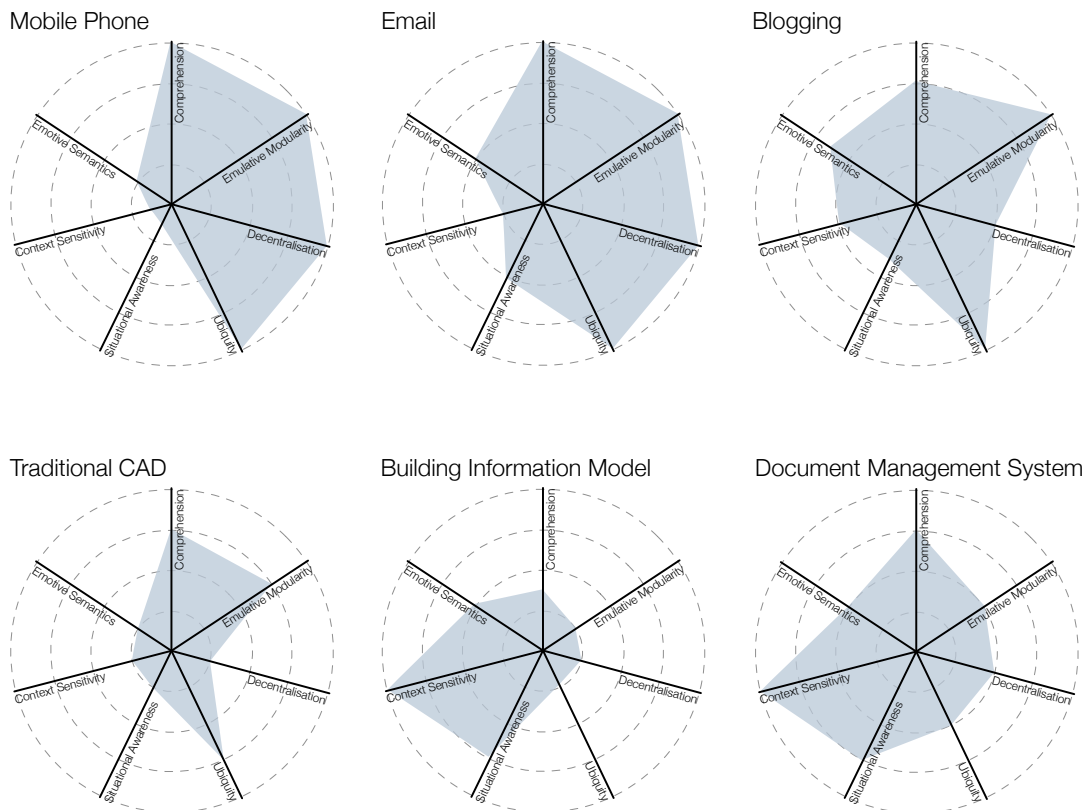 Mobile Phone
Comprehension
Emulative Modularity
Decentralisation
Ubiquity
Situational Awareness
Context Sensitivity
Emotive Semantics
Email
Comprehension
Emulative Modularity
Decentralisation
Ubiquity
Situational Awareness
Context Sensitivity
Emotive Semantics
Blogging
Comprehension
Emulative Modularity
Decentralisation
Ubiquity
Situational Awareness
Context Sensitivity
Emotive Semantics
Traditional CAD
Comprehension
Emulative Modularity
Decentralisation
Ubiquity
Situational Awareness
Context Sensitivity
Emotive Semantics
Building Information Model
Comprehension
Emulative Modularity
Decentralisation
Ubiquity
Situational Awareness
Context Sensitivity
Emotive Semantics
Document Management System
Comprehension
Emulative Modularity
Decentralisation
Ubiquity
Situational Awareness
Context Sensitivity
Emotive Semantics